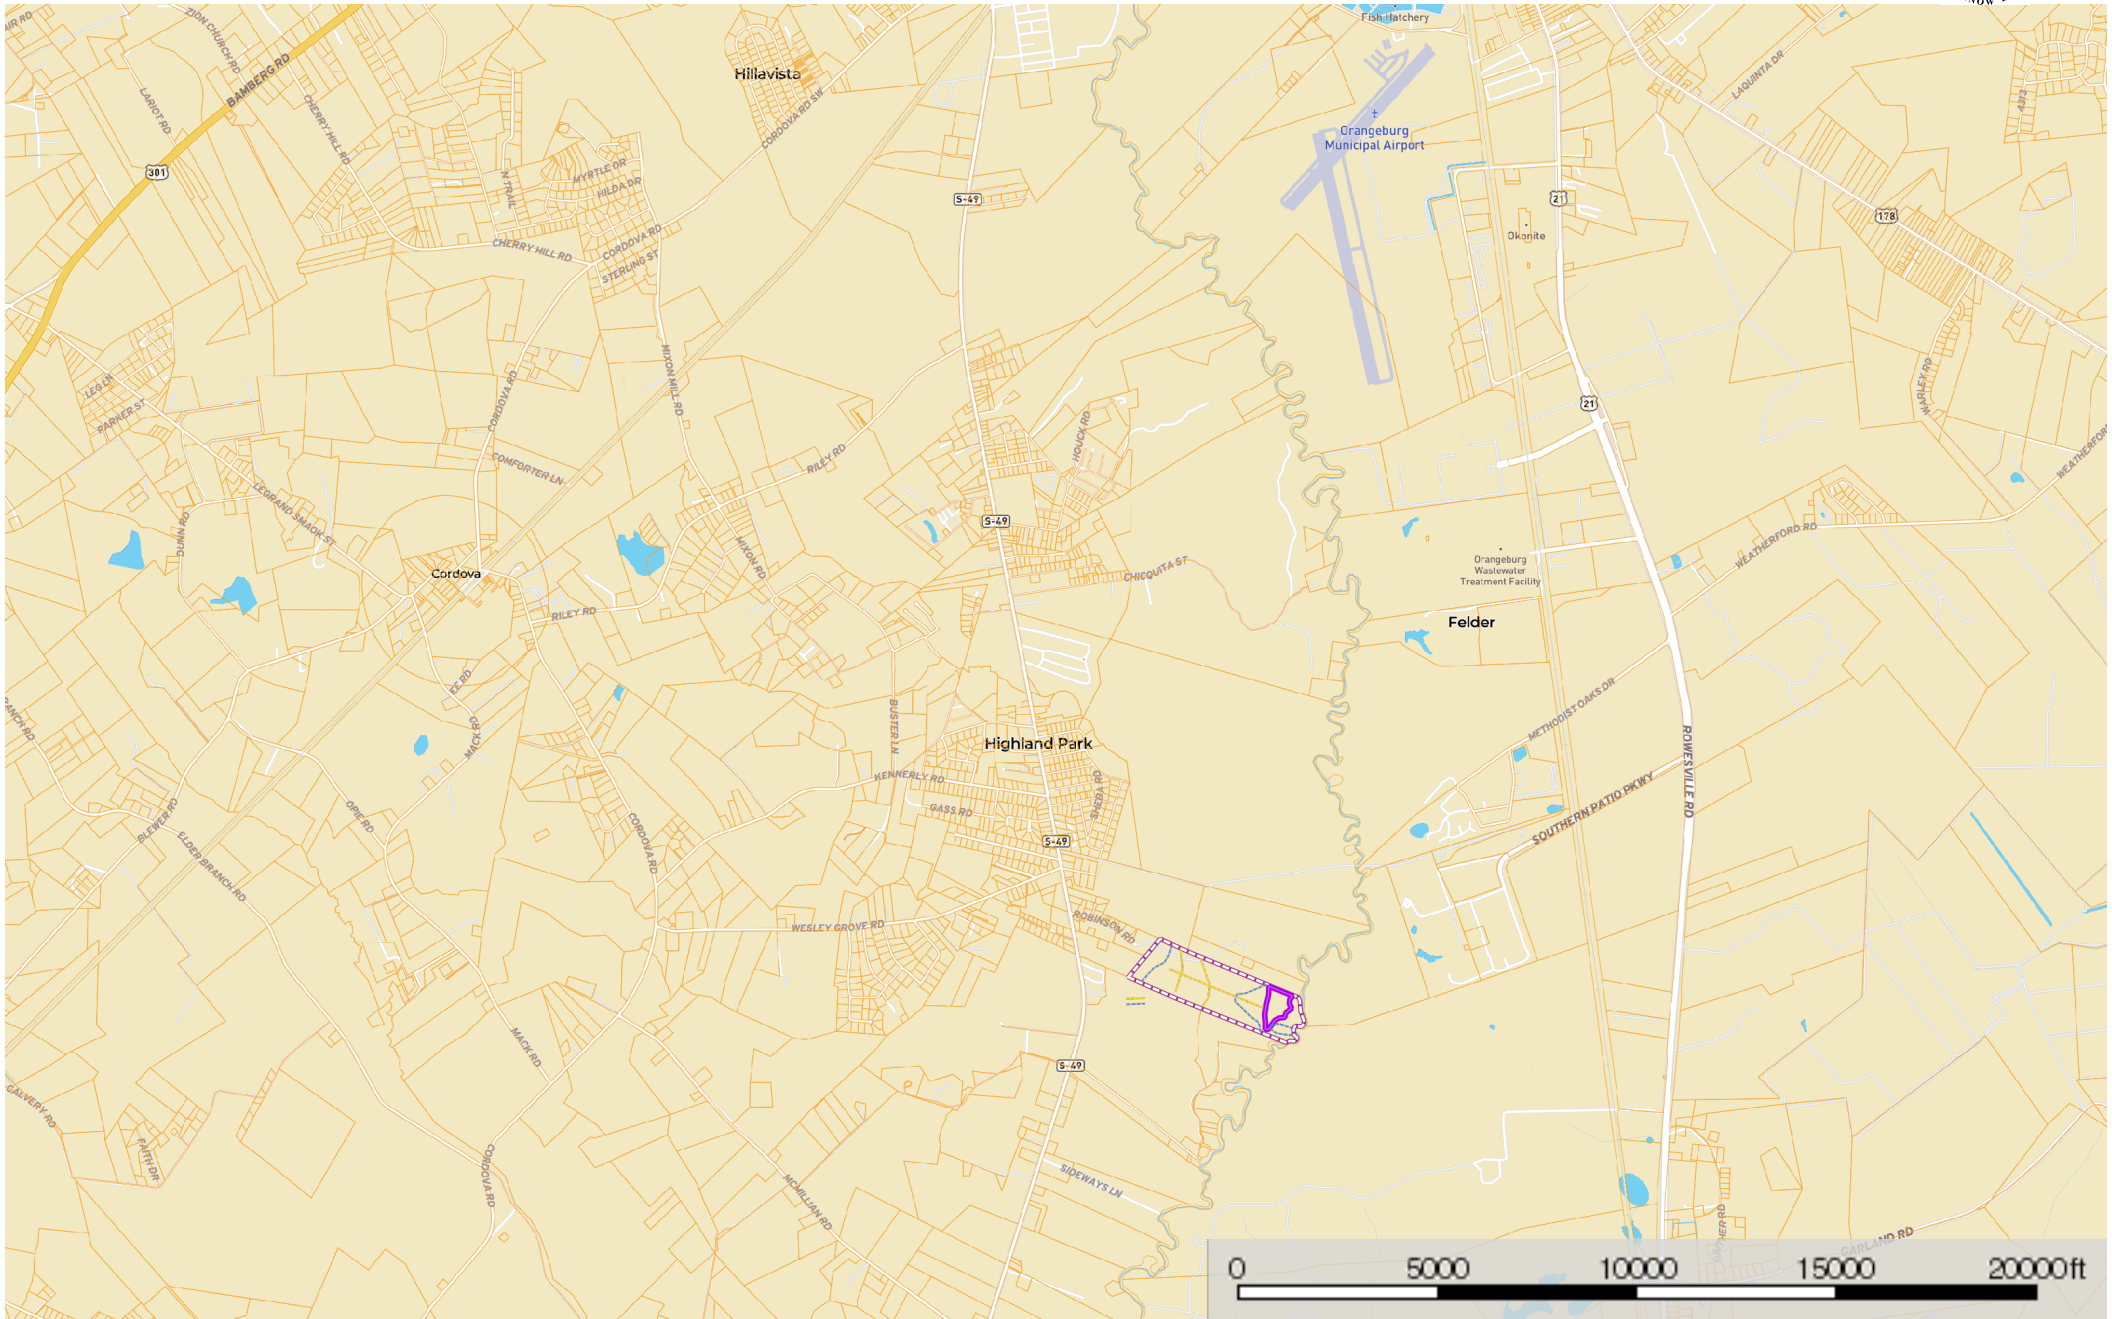 Fish Hatchery
ZION CHURCH RD
BAMBERG RD
Hillavista
LAQUINTA DR
LARIOT RD
CHERRY HILL RD
CORDOVA RD SW
4313
Orangeburg
Municipal Airport
301
N TRAIL
MYRTLE DR
HILDA DR
S-49
21
178
Okonite
CHERRY HILL RD
CORDOVA RD
STERLING ST
MIXON MILL RD
LEG LN
PARKER ST
CORDOVA RD
WARLEY RD
21
HOUCK RD
RILEY RD
COMFORTER LN
LEGRAND SMAOK ST
DUNN RD
S-49
WEATHERFORD RD
MIXON RD
Orangeburg
Wastewater
Treatment Facility
CHICQUITA ST
Cordova
RILEY RD
Felder
EE RD
MACK RD
BUSTER LN
METHODIST OAKS DR
ROWESVILLE RD
Highland Park
KENNERLY RD
SHEBA RD
GASS RD
SOUTHERN PATIO PKWY
OPIE RD
BLEWER RD
ELDER BRANCH RD
CORDOVA RD
S-49
ROBINSON RD
WESLEY GROVE RD
MACK RD
S-49
CALVERY RD
FAITH DR
CORDOVA RD
MCMILLIAN RD
SIDEWAYS LN
GARLAND RD
0 5000 10000 15000 20000ft